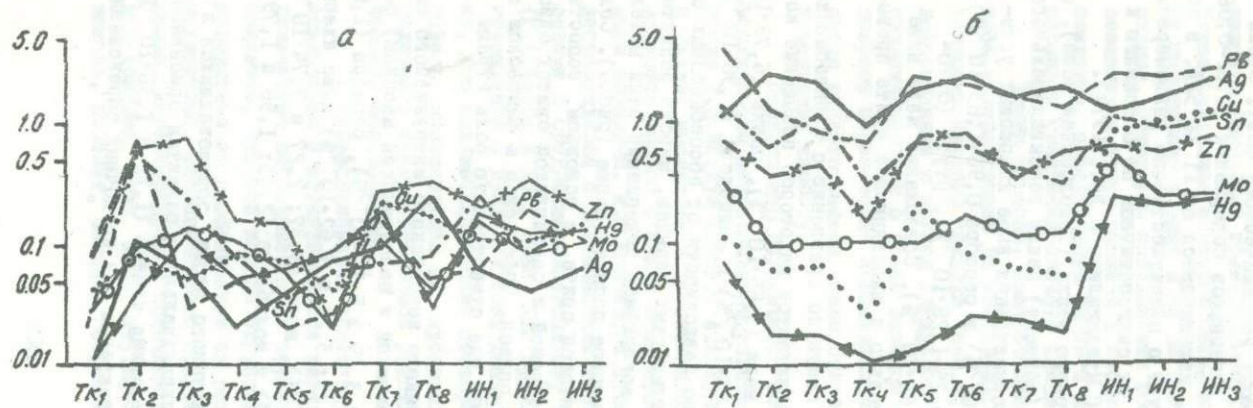 а
5.0
1.0
0.5
0.1
0.05
0.01
Cu
Pв
Sn
Zn
Hg
Mo
Ag
Тк₁ Тк₂ Тк₃ Тк₄ Тк₅ Тк₆ Тк₇ Тк₈ ИН₁ ИН₂ ИН₃
б
5.0
1.0
0.5
0.1
0.05
0.01
Pв
Ag
Cu
Sn
Zn
Mo
Hg
Тк₁ Тк₂ Тк₃ Тк₄ Тк₅ Тк₆ Тк₇ Тк₈ ИН₁ ИН₂ ИН₃